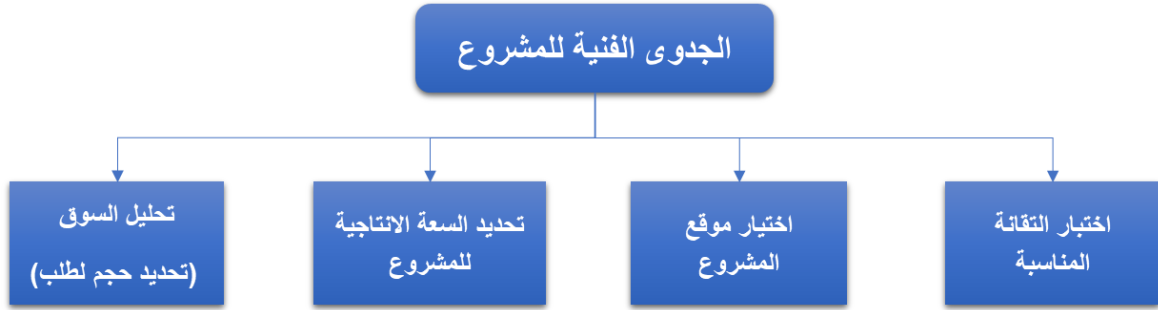 الجدوى الفنية للمشروع
اختبار التقانة
المناسبة
اختيار موقع
المشروع
تحديد السعة الانتاجية
للمشروع
تحليل السوق
(تحديد حجم لطلب)